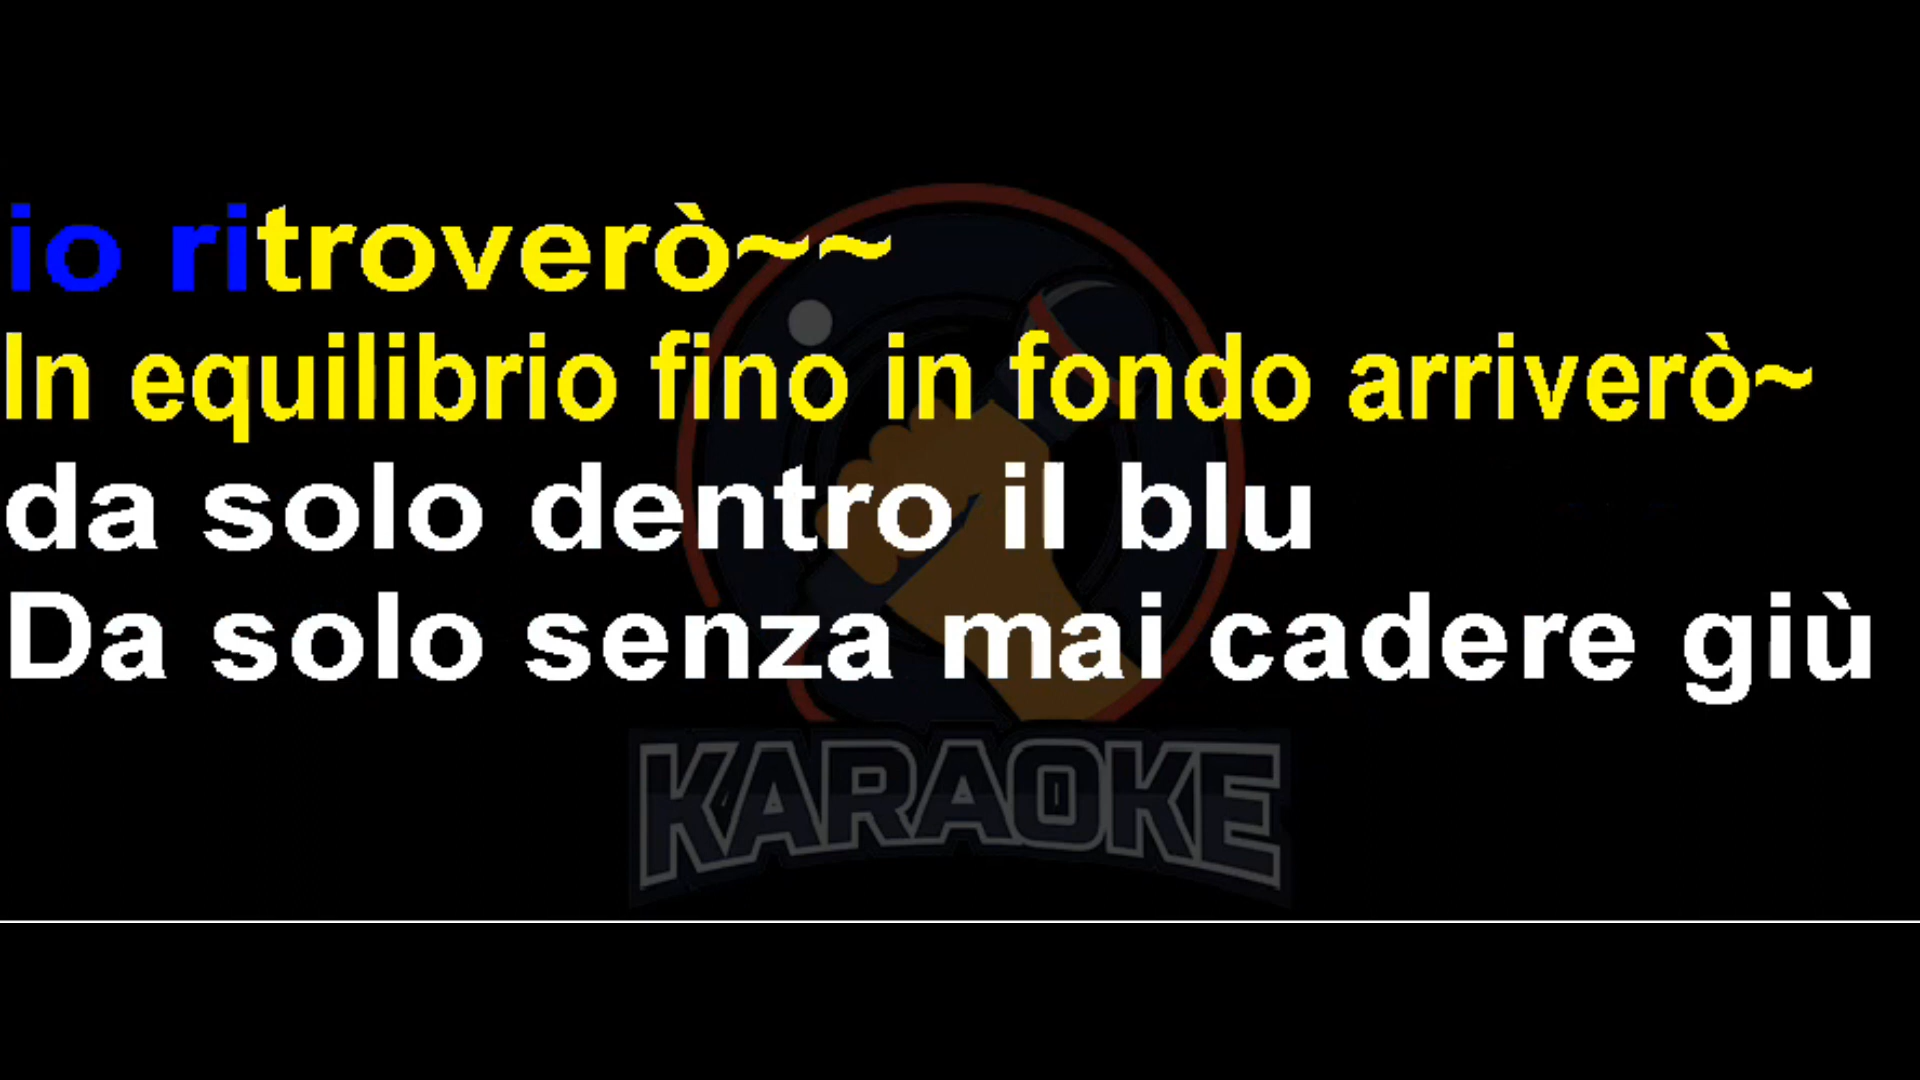 io ritroverò~~
In equilibrio fino in fondo arriverò~
da solo dentro il blu
Da solo senza mai cadere giù
KARAOKE